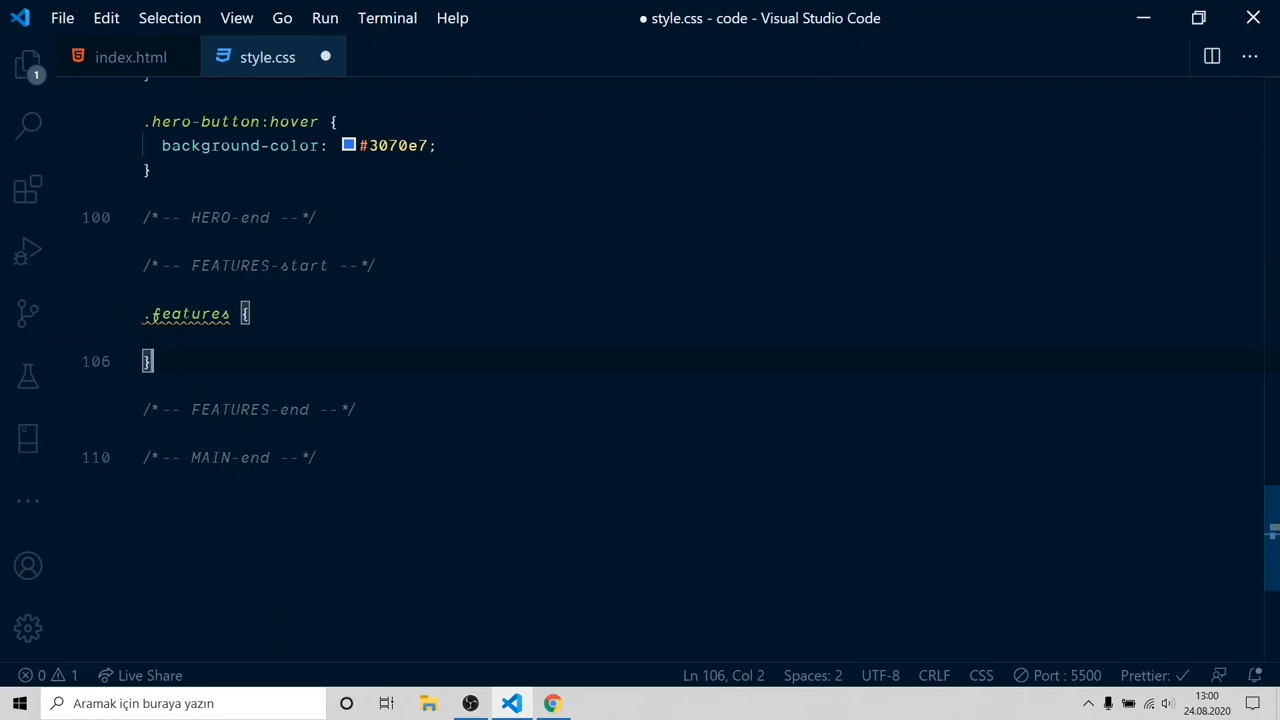 File Edit Selection View Go Run Terminal Help
● style.css - code - Visual Studio Code
index.html
style.css
1
}
.hero-button:hover {
background-color: #3070e7;
}
100 /*-- HERO-end --*/
/*-- FEATURES-start --*/
.features {
106 }
/*-- FEATURES-end --*/
110 /*-- MAIN-end --*/
0 1 Live Share
Ln 106, Col 2 Spaces: 2 UTF-8 CRLF CSS Port : 5500 Prettier: ✓
Aramak için buraya yazın
13:00
24.08.2020